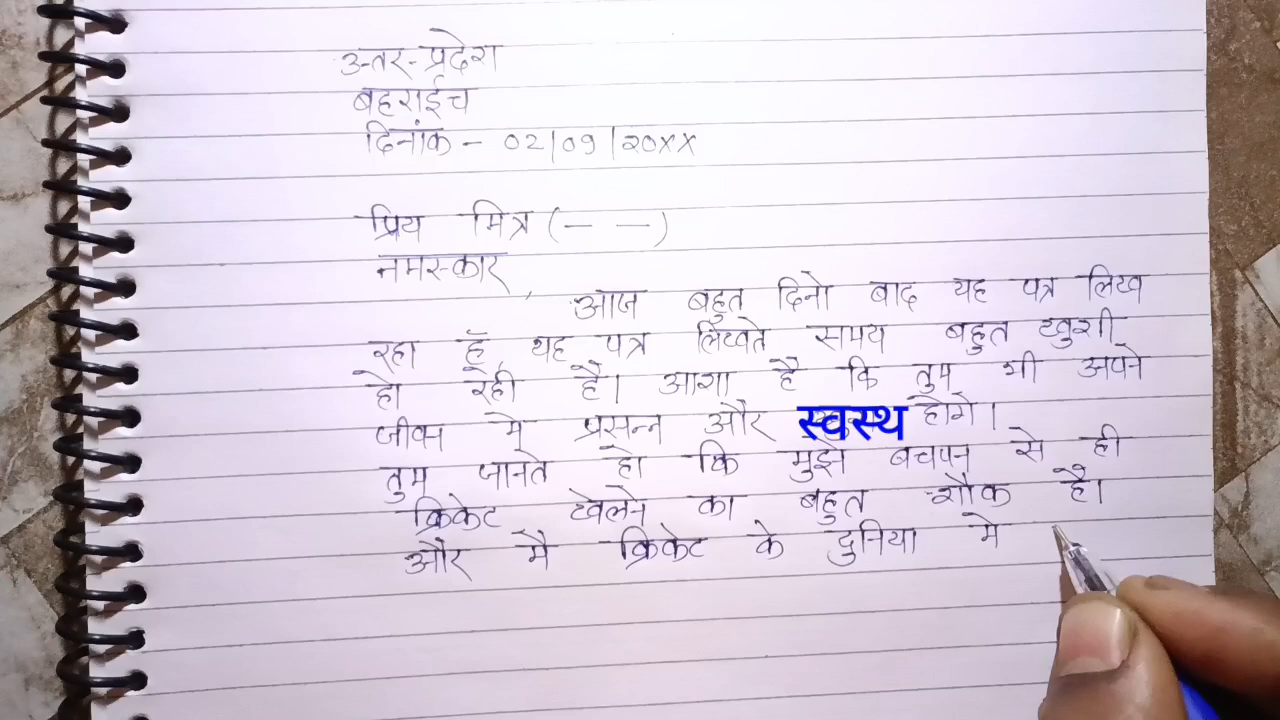 उत्तर-प्रदेश
बहराईच
दिनांक - 02/09/20xx
प्रिय मित्र (— —)
नमस्कार,
आज बहुत दिनो बाद यह पत्र लिख
रहा हूँ यह पत्र लिखते समय बहुत खुशी
हो रही है। आशा है कि तुम भी अपने
जीवन मे प्रसन्न और स्वस्थ होगे।
तुम जानते हो कि मुझे बचपन से ही
क्रिकेट खेलने का बहुत शौक है।
और मै क्रिकेट के दुनिया मे